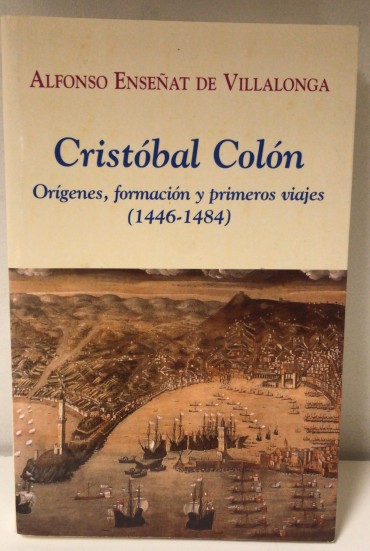 ALFONSO ENSEÑAT DE VILLALONGA
Cristóbal Colón
Orígenes, formación y primeros viajes
(1446-1484)